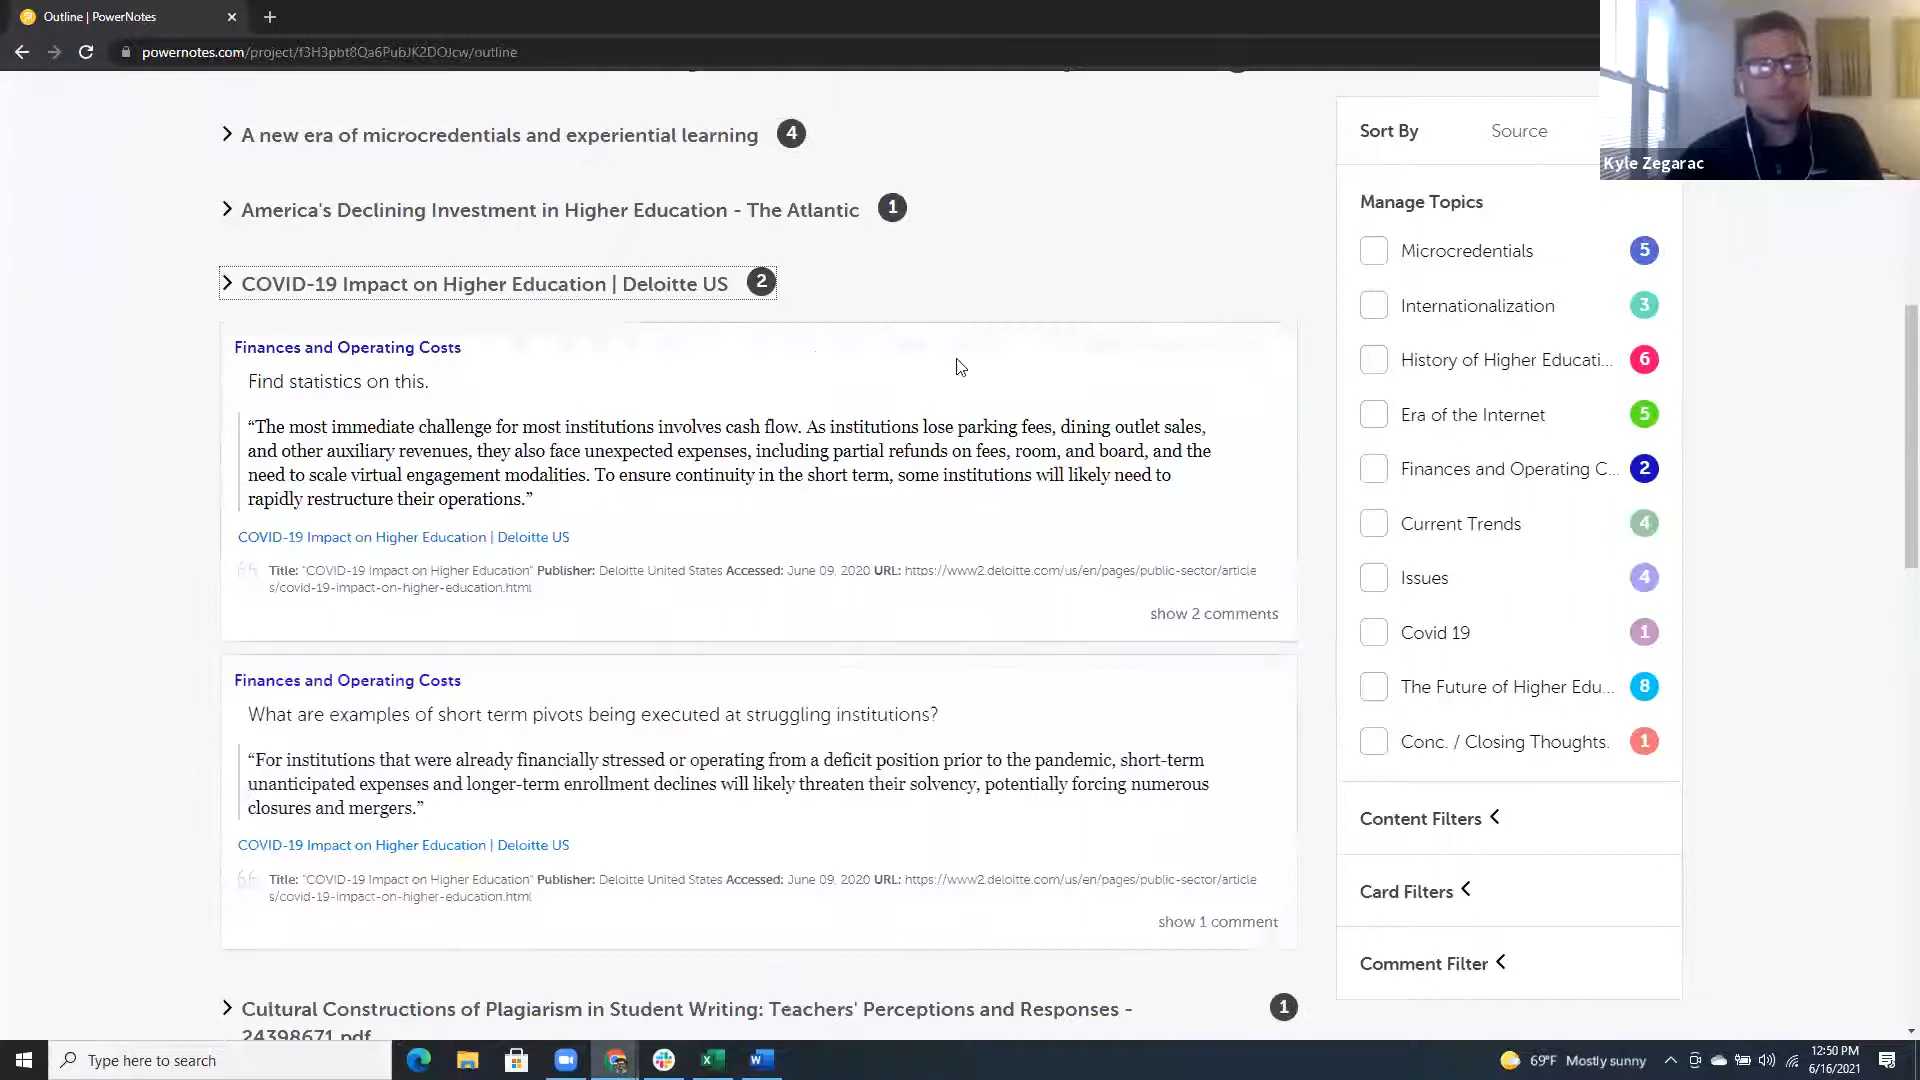 Outline | PowerNotes
powernotes.com/project/f3H3pbt8Qa6PubJK2DOJcw/outline
Kyle Zegarac
A new era of microcredentials and experiential learning 4
America's Declining Investment in Higher Education - The Atlantic 1
COVID-19 Impact on Higher Education | Deloitte US 2
Finances and Operating Costs
Find statistics on this.
“The most immediate challenge for most institutions involves cash flow. As institutions lose parking fees, dining outlet sales,
and other auxiliary revenues, they also face unexpected expenses, including partial refunds on fees, room, and board, and the
need to scale virtual engagement modalities. To ensure continuity in the short term, some institutions will likely need to
rapidly restructure their operations.”
COVID-19 Impact on Higher Education | Deloitte US
Title: "COVID-19 Impact on Higher Education" Publisher: Deloitte United States Accessed: June 09, 2020 URL: https://www2.deloitte.com/us/en/pages/public-sector/article
s/covid-19-impact-on-higher-education.html
show 2 comments
Finances and Operating Costs
What are examples of short term pivots being executed at struggling institutions?
“For institutions that were already financially stressed or operating from a deficit position prior to the pandemic, short-term
unanticipated expenses and longer-term enrollment declines will likely threaten their solvency, potentially forcing numerous
closures and mergers.”
COVID-19 Impact on Higher Education | Deloitte US
Title: "COVID-19 Impact on Higher Education" Publisher: Deloitte United States Accessed: June 09, 2020 URL: https://www2.deloitte.com/us/en/pages/public-sector/article
s/covid-19-impact-on-higher-education.html
show 1 comment
Cultural Constructions of Plagiarism in Student Writing: Teachers' Perceptions and Responses - 1
24398671.pdf
Sort By Source
Manage Topics
Microcredentials 5
Internationalization 3
History of Higher Educati... 6
Era of the Internet 5
Finances and Operating C... 2
Current Trends 4
Issues 4
Covid 19 1
The Future of Higher Edu... 8
Conc. / Closing Thoughts. 1
Content Filters
Card Filters
Comment Filter
Type here to search
69°F Mostly sunny
12:50 PM
6/16/2021